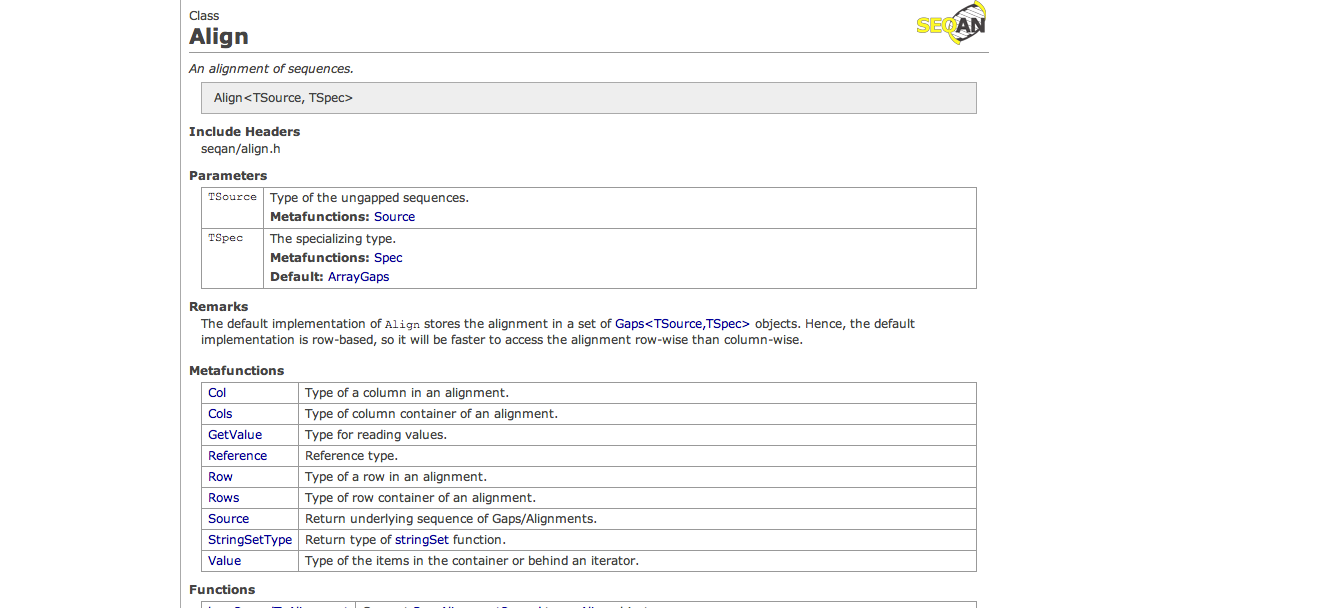 Class
SEQAN
Align
An alignment of sequences.
Align<TSource, TSpec>
Include Headers
seqan/align.h
Parameters
TSource Type of the ungapped sequences.
Metafunctions: Source
TSpec The specializing type.
Metafunctions: Spec
Default: ArrayGaps
Remarks
The default implementation of Align stores the alignment in a set of Gaps<TSource,TSpec> objects. Hence, the default
implementation is row-based, so it will be faster to access the alignment row-wise than column-wise.
Metafunctions
Col Type of a column in an alignment.
Cols Type of column container of an alignment.
GetValue Type for reading values.
Reference Reference type.
Row Type of a row in an alignment.
Rows Type of row container of an alignment.
Source Return underlying sequence of Gaps/Alignments.
StringSetType Return type of stringSet function.
Value Type of the items in the container or behind an iterator.
Functions